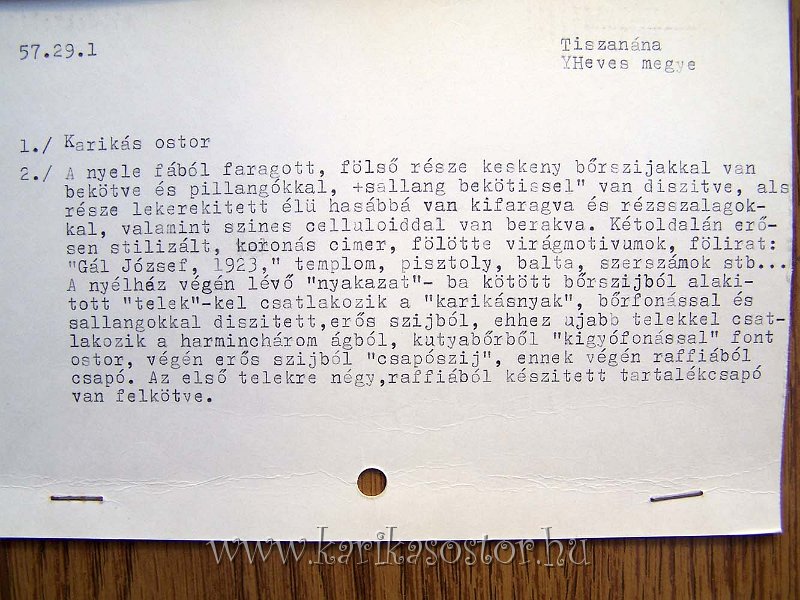 57.29.1
Tiszanána
YHeves megye
1./ Karikás ostor
2./ A nyele fából faragott, fölső része keskeny bőrszijakkal van
bekötve és pillangókkal, +sallang bekötissel" van diszitve, als
része lekerekitett élü hasábbá van kifaragva és rézsszalagok-
kal, valamint szines celluloiddal van berakva. Kétoldalán erő-
sen stilizált, koronás cimer, fölötte virágmotivumok, fölirat:
"Gál József, 1923," templom, pisztoly, balta, szerszámok stb...
A nyélház végén lévő "nyakazat"- ba kötött bőrszijból alaki-
tott "telek"-kel csatlakozik a "karikásnyak", bőrfonással és
sallangokkal diszitett,erős szijból, ehhez ujabb telekkel csat-
lakozik a harminchárom ágból, kutyabőrből "kigyófonással" font
ostor, végén erős szijból "csapószij", ennek végén raffiából
csapó. Az első telekre négy,raffiából készitett tartalékcsapó
van felkötve.
www.karikasostor.hu